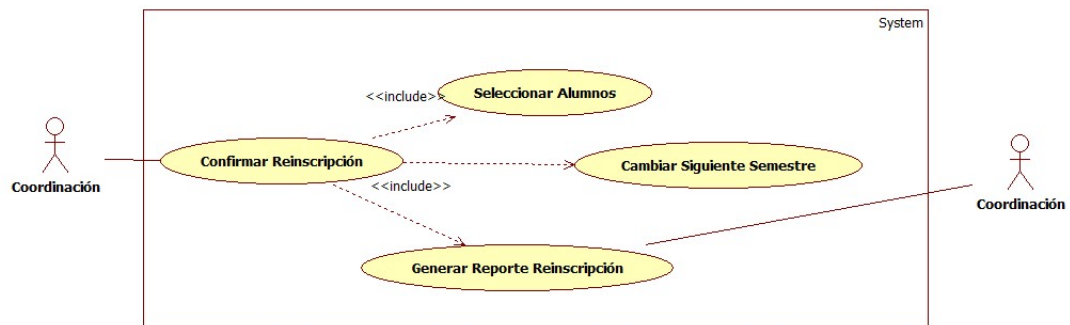 System
Seleccionar Alumnos
<<include>>
Confirmar Reinscripción
Cambiar Siguiente Semestre
<<include>>
Coordinación
Coordinación
Generar Reporte Reinscripción